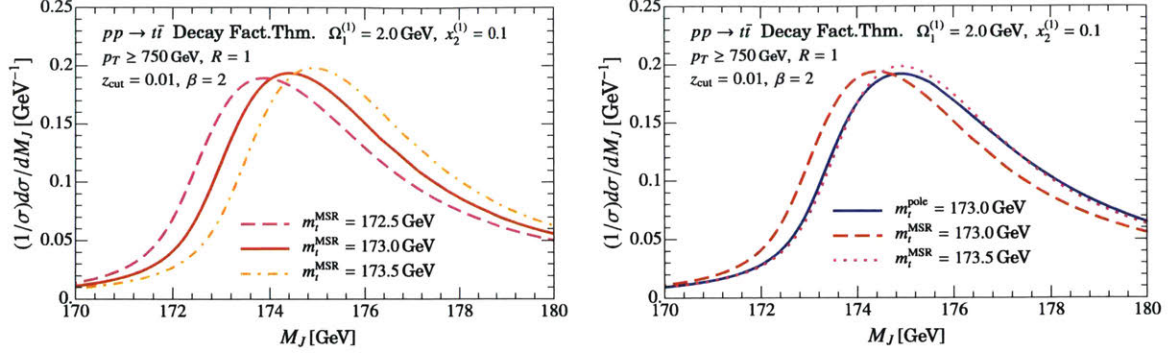 pp → tt̄ Decay Fact.Thm. Ω₁⁽¹⁾ = 2.0 GeV, x₂⁽¹⁾ = 0.1
p_T ≥ 750 GeV, R = 1
z_cut = 0.01, β = 2
(1/σ)dσ/dM_J [GeV⁻¹]
0.2
0.15
0.1
0.05
0.
m_t^MSR = 172.5 GeV
m_t^MSR = 173.0 GeV
m_t^MSR = 173.5 GeV
170 172 174 176 178 180
M_J [GeV]
pp → tt̄ Decay Fact.Thm. Ω₁⁽¹⁾ = 2.0 GeV, x₂⁽¹⁾ = 0.1
p_T ≥ 750 GeV, R = 1
z_cut = 0.01, β = 2
(1/σ)dσ/dM_J [GeV⁻¹]
0.20
0.15
0.1
0.05
0.
m_t^pole = 173.0 GeV
m_t^MSR = 173.0 GeV
m_t^MSR = 173.5 GeV
170 172 174 176 178 180
M_J [GeV]